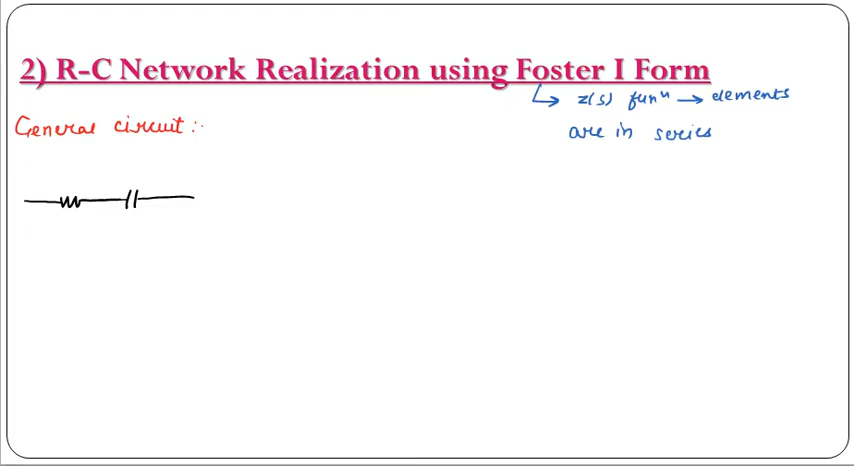 2) R-C Network Realization using Foster I Form
↳ z(s) funⁿ → elements
are in series
General circuit :-